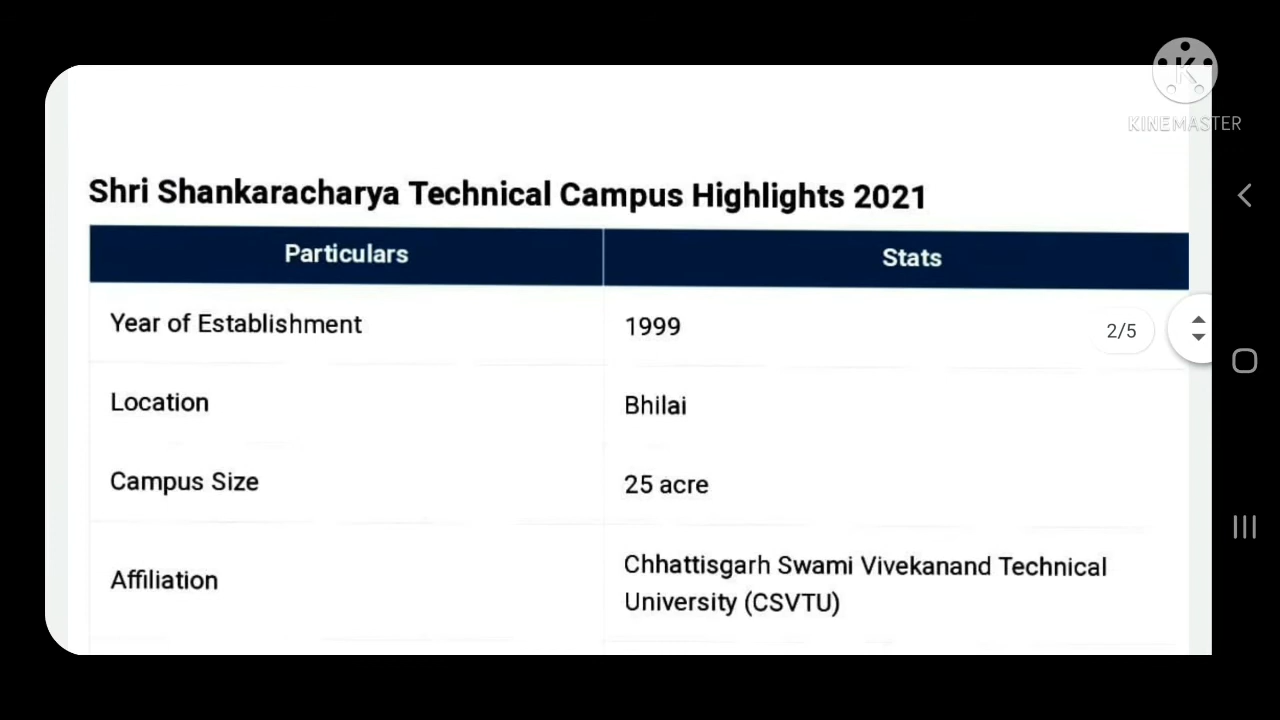 K
KINEMASTER
Shri Shankaracharya Technical Campus Highlights 2021
Particulars Stats
Year of Establishment 1999
2/5
Location Bhilai
Campus Size 25 acre
Affiliation Chhattisgarh Swami Vivekanand Technical
University (CSVTU)